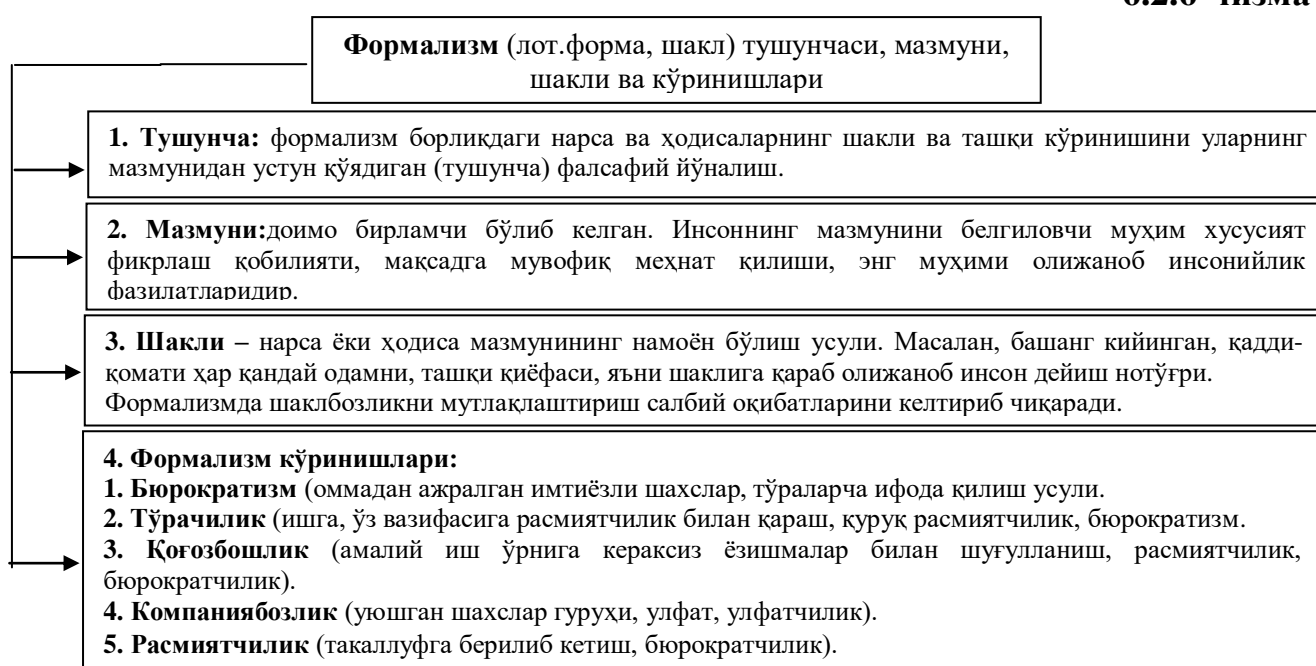 Формализм (лот.форма, шакл) тушунчаси, мазмуни,
шакли ва кўринишлари
1. Тушунча: формализм борлиқдаги нарса ва ҳодисаларнинг шакли ва ташқи кўринишини уларнинг
мазмунидан устун қўядиган (тушунча) фалсафий йўналиш.
2. Мазмуни:доимо бирламчи бўлиб келган. Инсоннинг мазмунини белгиловчи муҳим хусусият
фикрлаш қобилияти, мақсадга мувофиқ меҳнат қилиши, энг муҳими олижаноб инсонийлик
фазилатларидир.
3. Шакли – нарса ёки ҳодиса мазмунининг намоён бўлиш усули. Масалан, башанг кийинган, қадди-
қомати ҳар қандай одамни, ташқи қиёфаси, яъни шаклига қараб олижаноб инсон дейиш нотўғри.
Формализмда шаклбозликни мутлақлаштириш салбий оқибатларини келтириб чиқаради.
4. Формализм кўринишлари:
1. Бюрократизм (оммадан ажралган имтиёзли шахслар, тўраларча ифода қилиш усули.
2. Тўрачилик (ишга, ўз вазифасига расмиятчилик билан қараш, қуруқ расмиятчилик, бюрократизм.
3. Қоғозбошлик (амалий иш ўрнига кераксиз ёзишмалар билан шуғулланиш, расмиятчилик,
бюрократчилик).
4. Компаниябозлик (уюшган шахслар гуруҳи, улфат, улфатчилик).
5. Расмиятчилик (такаллуфга берилиб кетиш, бюрократчилик).